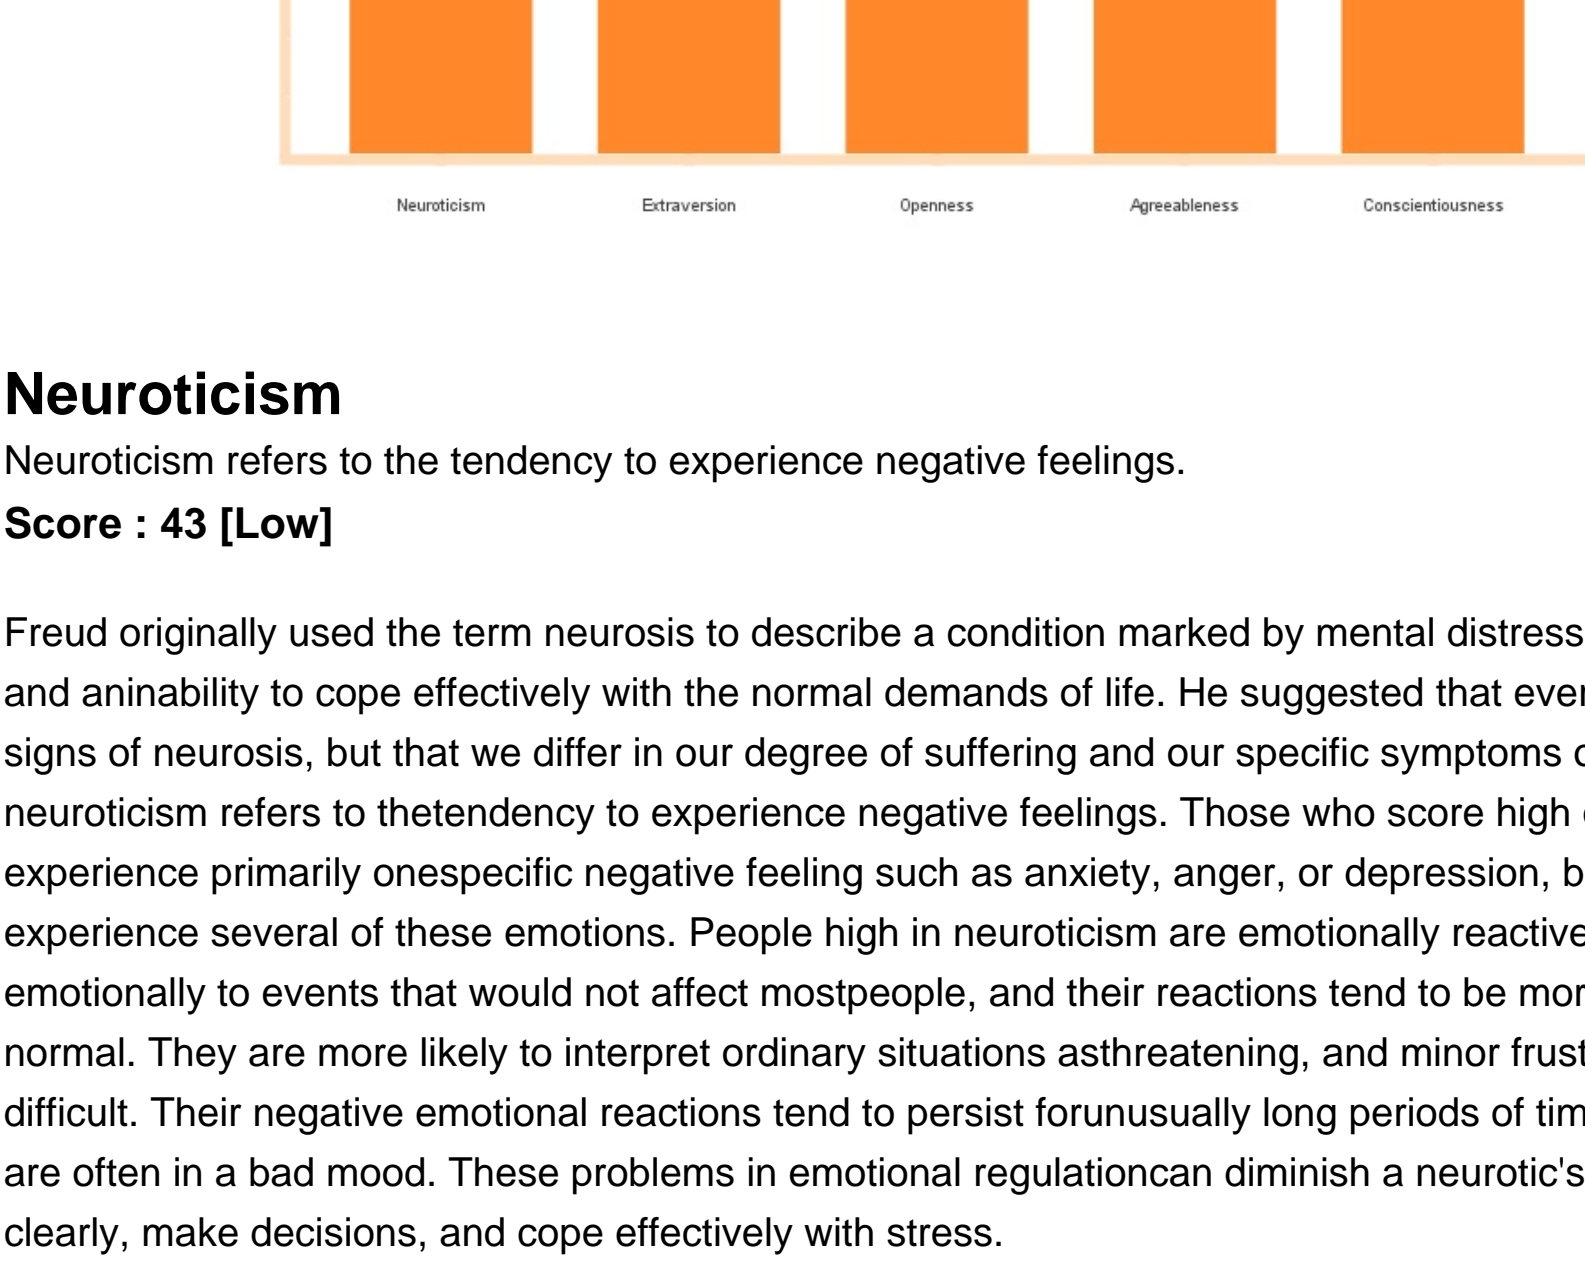 Neuroticism Extraversion Openness Agreeableness Conscientiousness
Neuroticism
Neuroticism refers to the tendency to experience negative feelings.
Score : 43 [Low]
Freud originally used the term neurosis to describe a condition marked by mental distress
and aninability to cope effectively with the normal demands of life. He suggested that
signs of neurosis, but that we differ in our degree of suffering and our specific symptoms
neuroticism refers to thetendency to experience negative feelings. Those who score high
experience primarily onespecific negative feeling such as anxiety, anger, or depression,
experience several of these emotions. People high in neuroticism are emotionally reactive
emotionally to events that would not affect mostpeople, and their reactions tend to be
normal. They are more likely to interpret ordinary situations asthreatening, and minor
difficult. Their negative emotional reactions tend to persist forunusually long periods of
are often in a bad mood. These problems in emotional regulationcan diminish a neurotic's
clearly, make decisions, and cope effectively with stress.